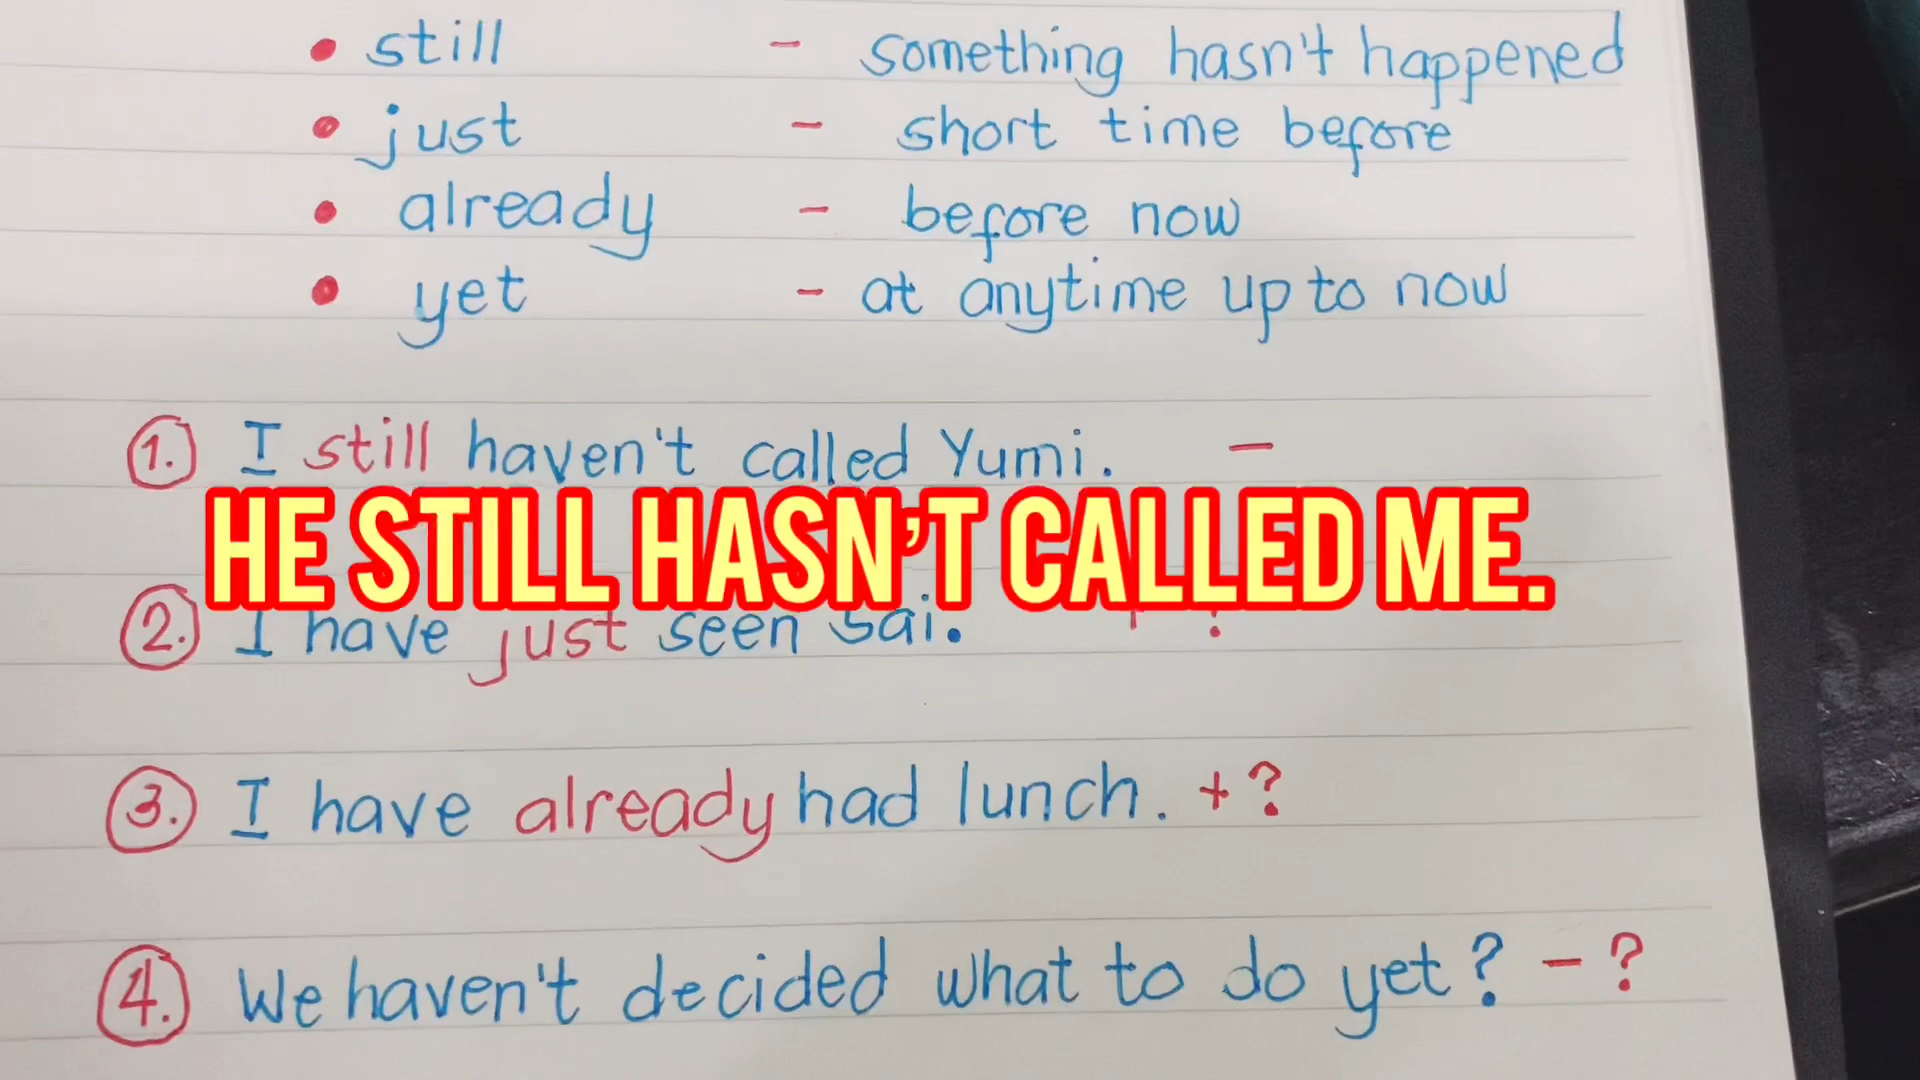 • still - something hasn't happened
• just - short time before
• already - before now
• yet - at anytime up to now
1. I still haven't called Yumi. -
HE STILL HASN'T CALLED ME.
2. I have just seen Sai. + ?
3. I have already had lunch. + ?
4. We haven't decided what to do yet? - ?